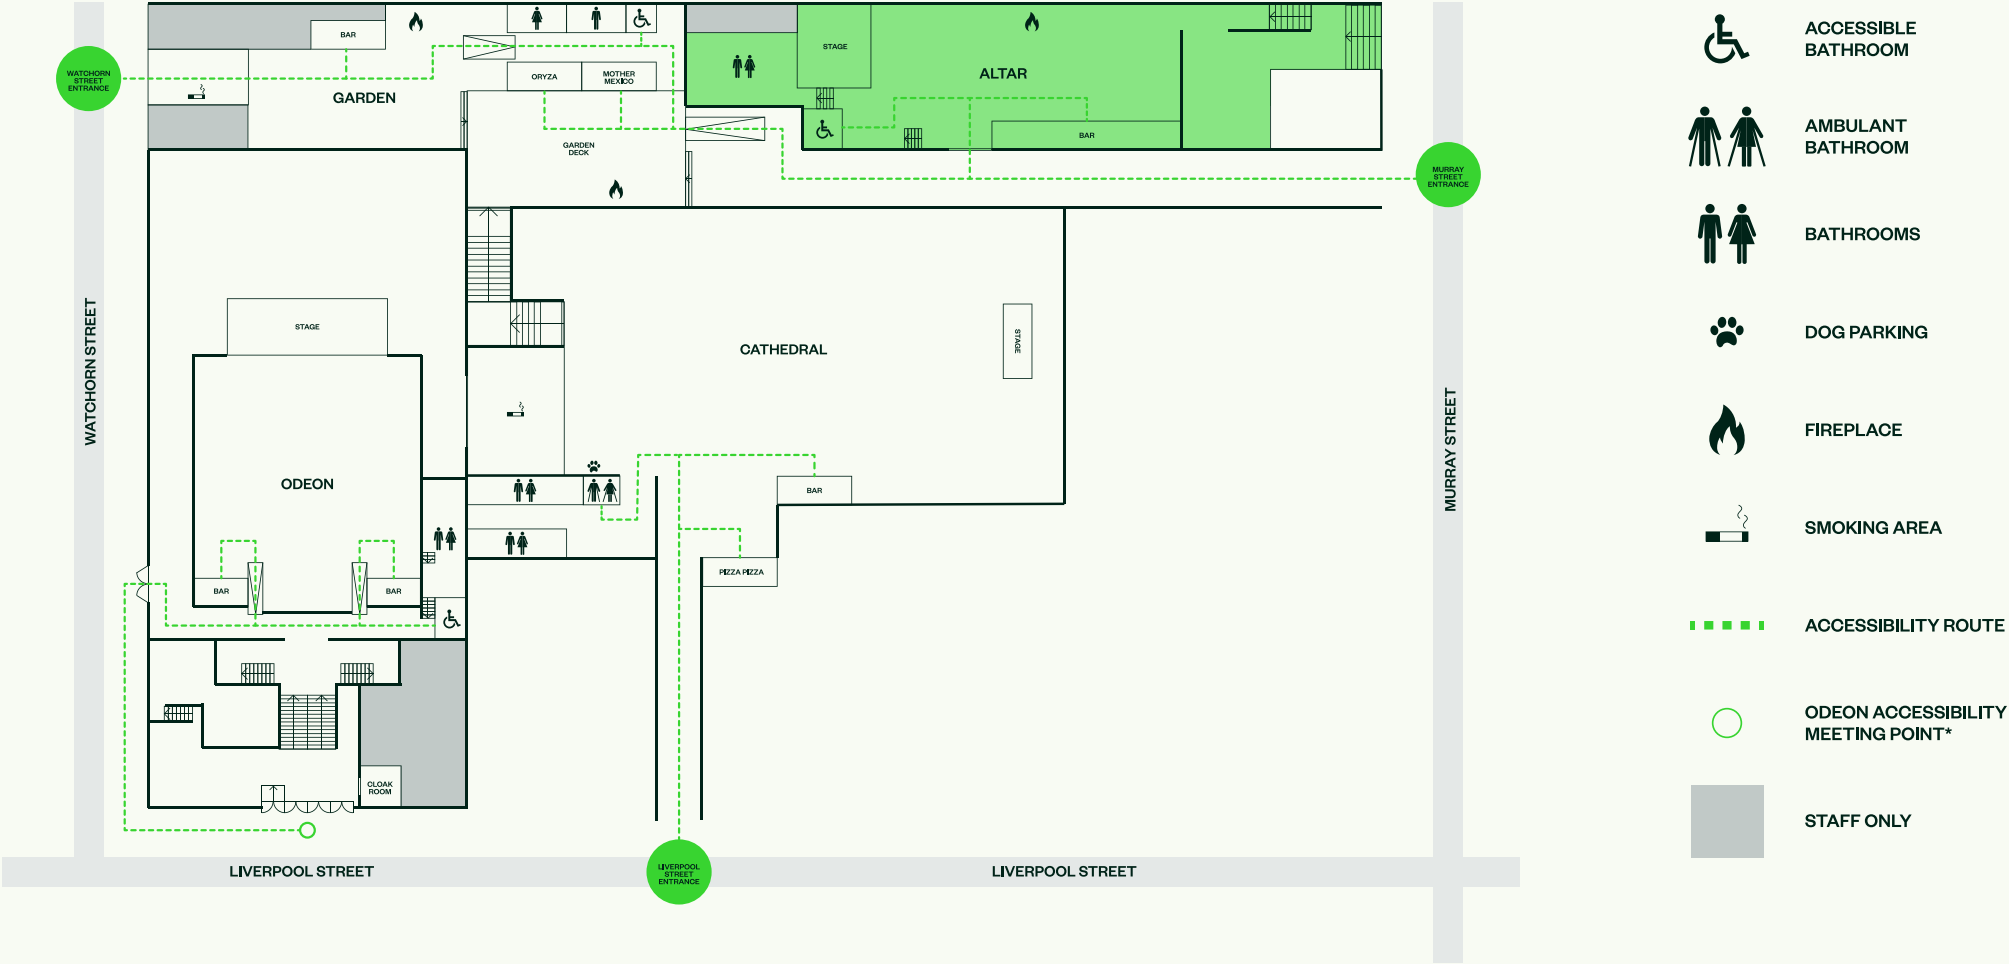 BAR
WATCHORN
STREET
ENTRANCE
GARDEN
ORYZA
MOTHER
MEXICO
GARDEN
DECK
STAGE
ALTAR
BAR
MURRAY
STREET
ENTRANCE
WATCHORN STREET
STAGE
ODEON
BAR
BAR
CATHEDRAL
STAGE
BAR
PIZZA PIZZA
MURRAY STREET
CLOAK
ROOM
LIVERPOOL STREET
LIVERPOOL
STREET
ENTRANCE
LIVERPOOL STREET
ACCESSIBLE
BATHROOM
AMBULANT
BATHROOM
BATHROOMS
DOG PARKING
FIREPLACE
SMOKING AREA
ACCESSIBILITY ROUTE
ODEON ACCESSIBILITY
MEETING POINT*
STAFF ONLY